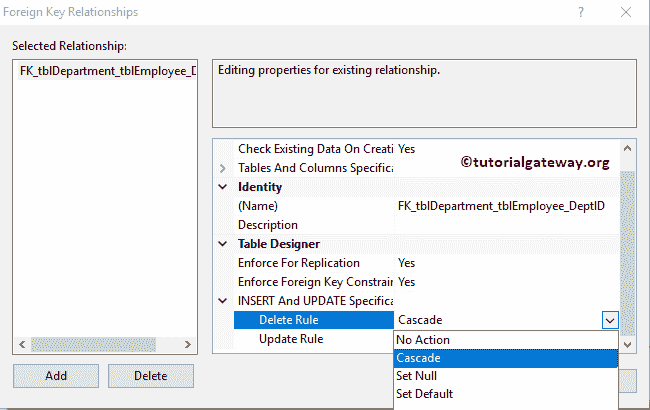 Foreign Key Relationships
?
Selected Relationship:
FK_tblDepartment_tblEmployee_D
Editing properties for existing relationship.
Check Existing Data On Creati Yes
Tables And Columns Specifica
©tutorialgateway.org
Identity
(Name) FK_tblDepartment_tblEmployee_DeptID
Description
Table Designer
Enforce For Replication Yes
Enforce Foreign Key Constrain Yes
INSERT And UPDATE Specifica
Delete Rule Cascade
Update Rule
No Action
Cascade
Set Null
Set Default
Add Delete